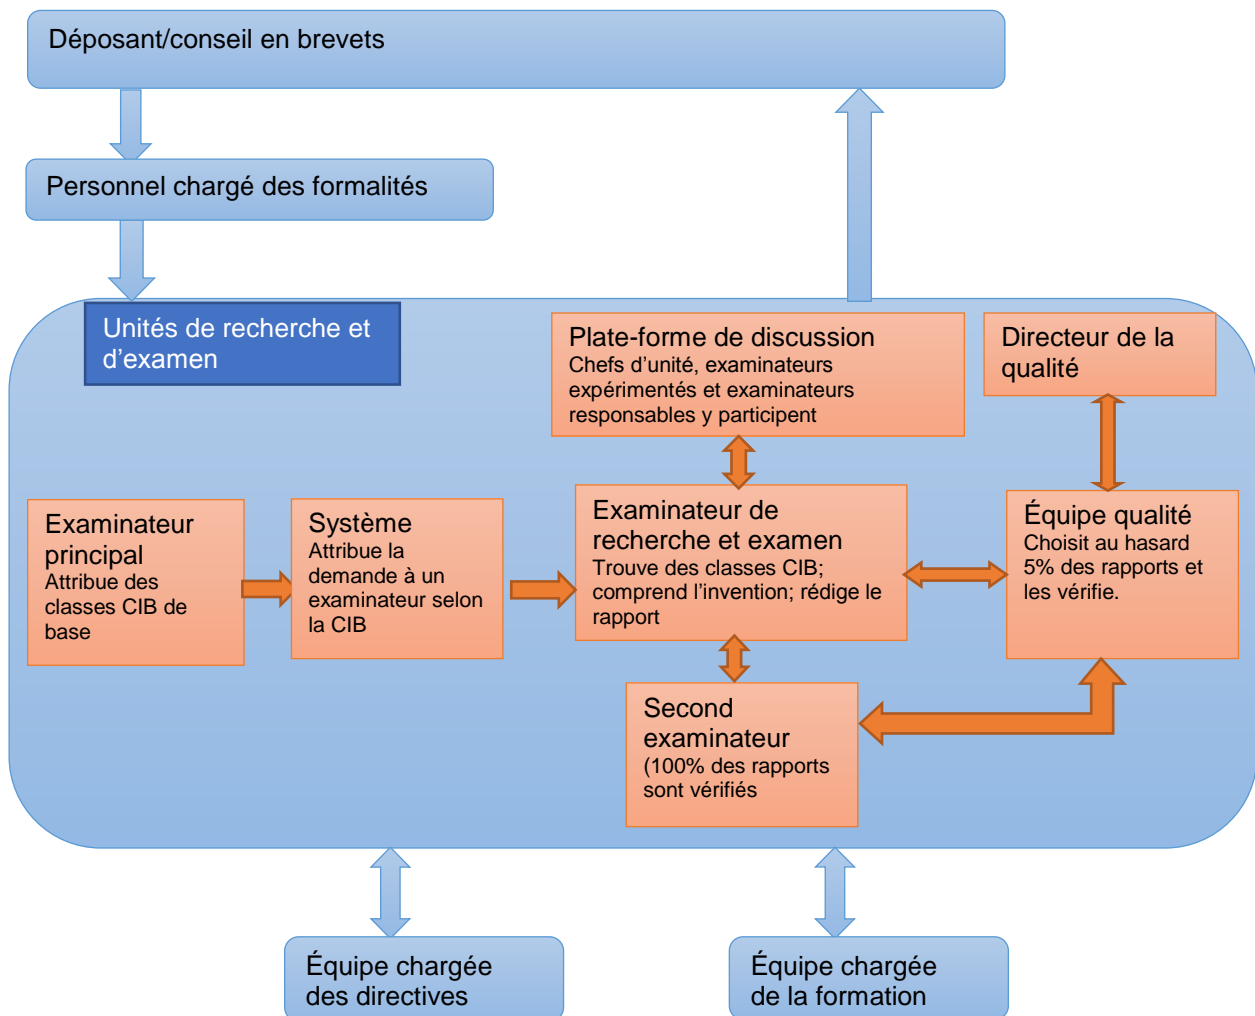 Déposant/conseil en brevets
Personnel chargé des formalités
Unités de recherche et
d’examen
Plate-forme de discussion
Chefs d’unité, examinateurs
expérimentés et examinateurs
responsables y participent
Directeur de la
qualité
Examinateur
principal
Attribue des
classes CIB de
base
Système
Attribue la
demande à un
examinateur selon
la CIB
Examinateur de
recherche et examen
Trouve des classes CIB;
comprend l’invention; rédige le
rapport
Équipe qualité
Choisit au hasard
5% des rapports et
les vérifie.
Second
examinateur
(100% des rapports
sont vérifiés
Équipe chargée
des directives
Équipe chargée
de la formation